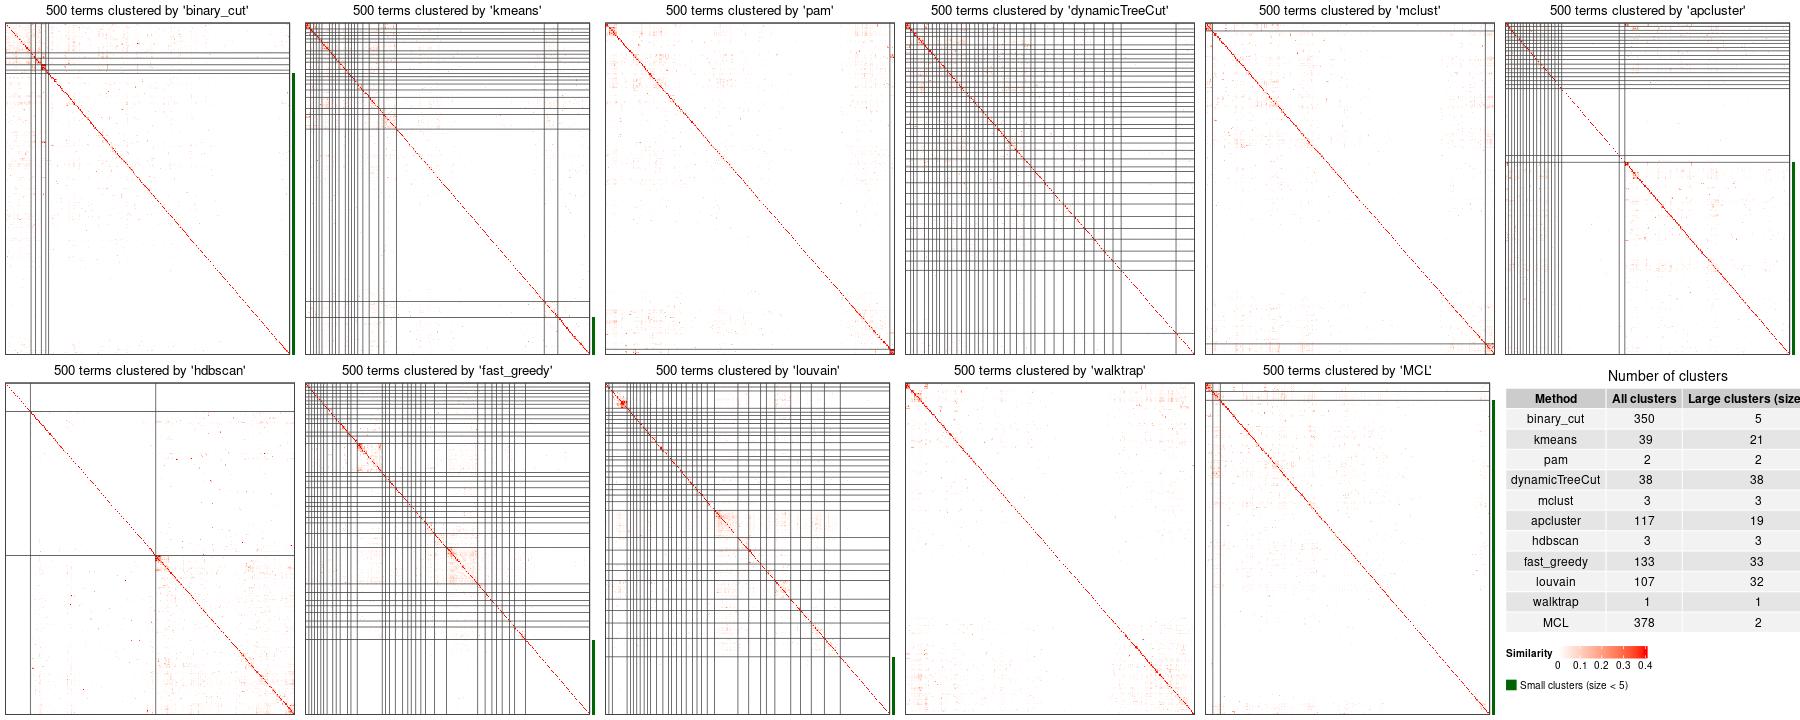 500 terms clustered by 'binary_cut'
500 terms clustered by 'kmeans'
500 terms clustered by 'pam'
500 terms clustered by 'dynamicTreeCut'
500 terms clustered by 'mclust'
500 terms clustered by 'apcluster'
500 terms clustered by 'hdbscan'
500 terms clustered by 'fast_greedy'
500 terms clustered by 'louvain'
500 terms clustered by 'walktrap'
500 terms clustered by 'MCL'
Number of clusters
Method All clusters Large clusters (size
binary_cut 350 5
kmeans 39 21
pam 2 2
dynamicTreeCut 38 38
mclust 3 3
apcluster 117 19
hdbscan 3 3
fast_greedy 133 33
louvain 107 32
walktrap 1 1
MCL 378 2
Similarity
0 0.1 0.2 0.3 0.4
Small clusters (size < 5)